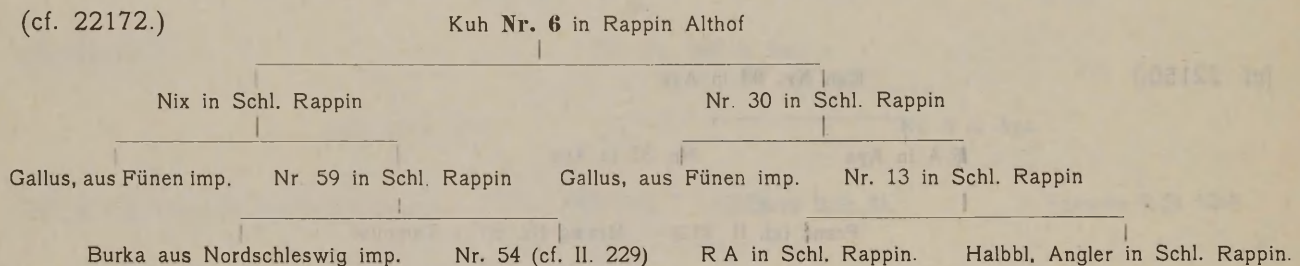 (cf. 22172.) Kuh Nr. 6 in Rappin Althof
Nix in Schl. Rappin Nr. 30 in Schl. Rappin
Gallus, aus Fünen imp. Nr 59 in Schl. Rappin Gallus, aus Fünen imp. Nr. 13 in Schl. Rappin
Burka aus Nordschleswig imp. Nr. 54 (cf. II. 229) R A in Schl. Rappin. Halbbl. Angler in Schl. Rappin.